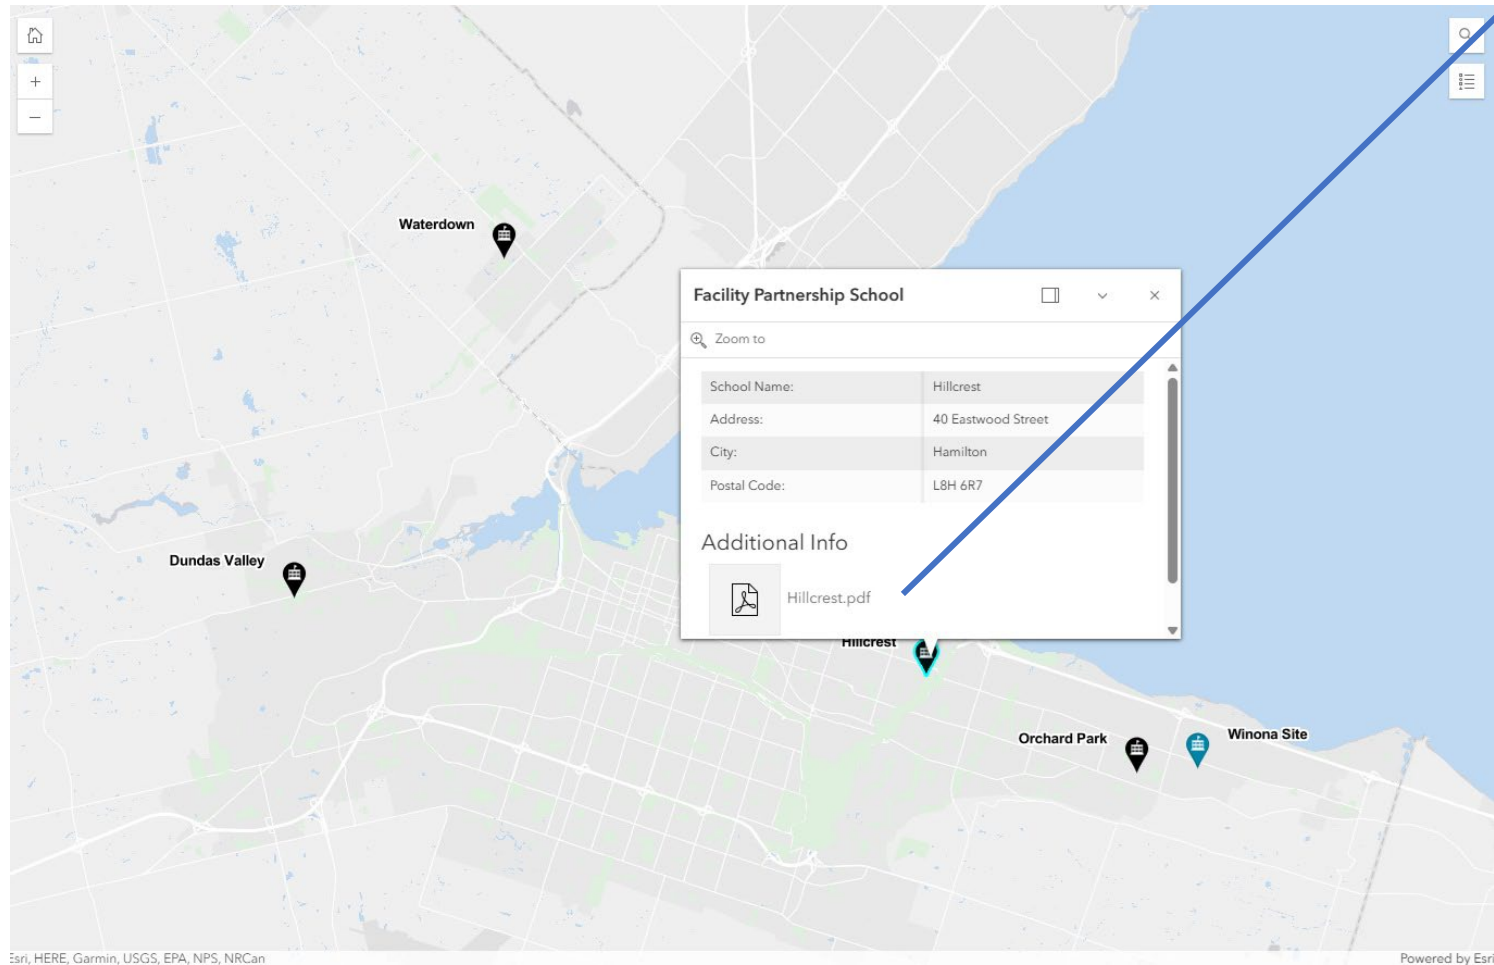 +
−
Waterdown
Facility Partnership School
Zoom to
School Name: Hillcrest
Address: 40 Eastwood Street
City: Hamilton
Postal Code: L8H 6R7
Additional Info
Dundas Valley
Hillcrest.pdf
Hillcrest
Orchard Park
Winona Site
Esri, HERE, Garmin, USGS, EPA, NPS, NRCan
Powered by Esri